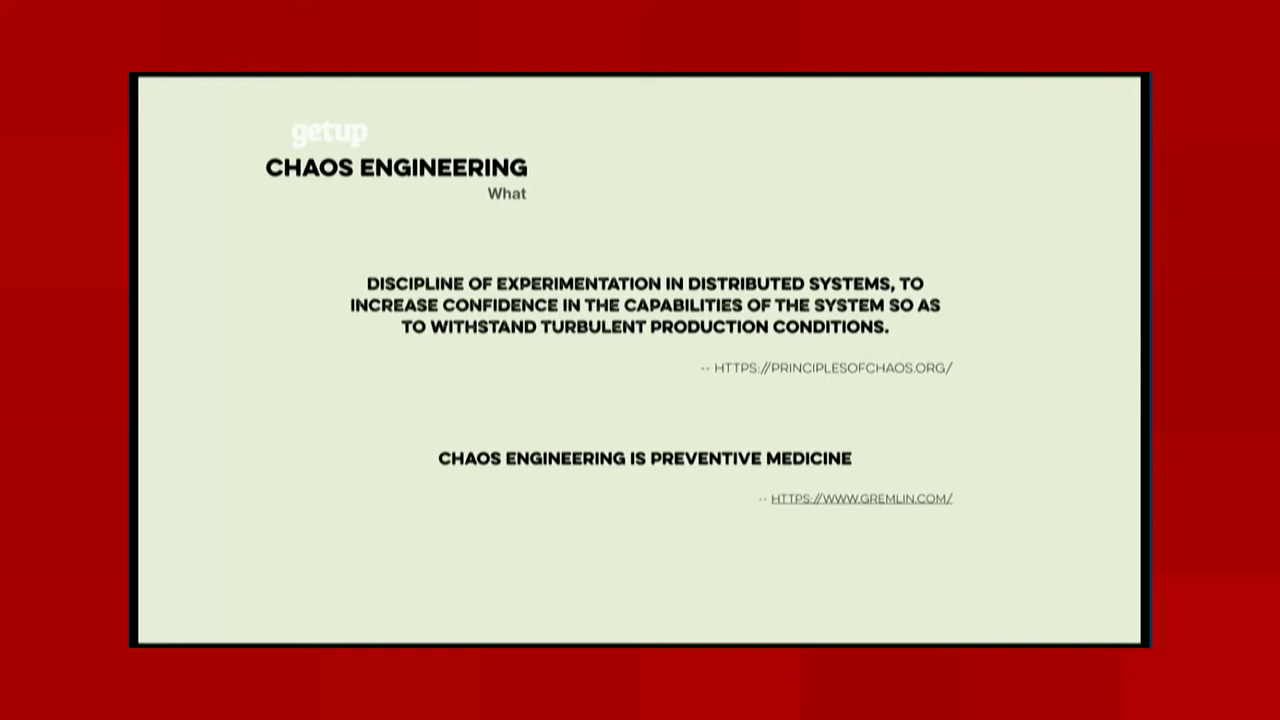 getup
CHAOS ENGINEERING
What
DISCIPLINE OF EXPERIMENTATION IN DISTRIBUTED SYSTEMS, TO
INCREASE CONFIDENCE IN THE CAPABILITIES OF THE SYSTEM SO AS
TO WITHSTAND TURBULENT PRODUCTION CONDITIONS.
-- HTTPS://PRINCIPLESOFCHAOS.ORG/
CHAOS ENGINEERING IS PREVENTIVE MEDICINE
-- HTTPS://WWW.GREMLIN.COM/